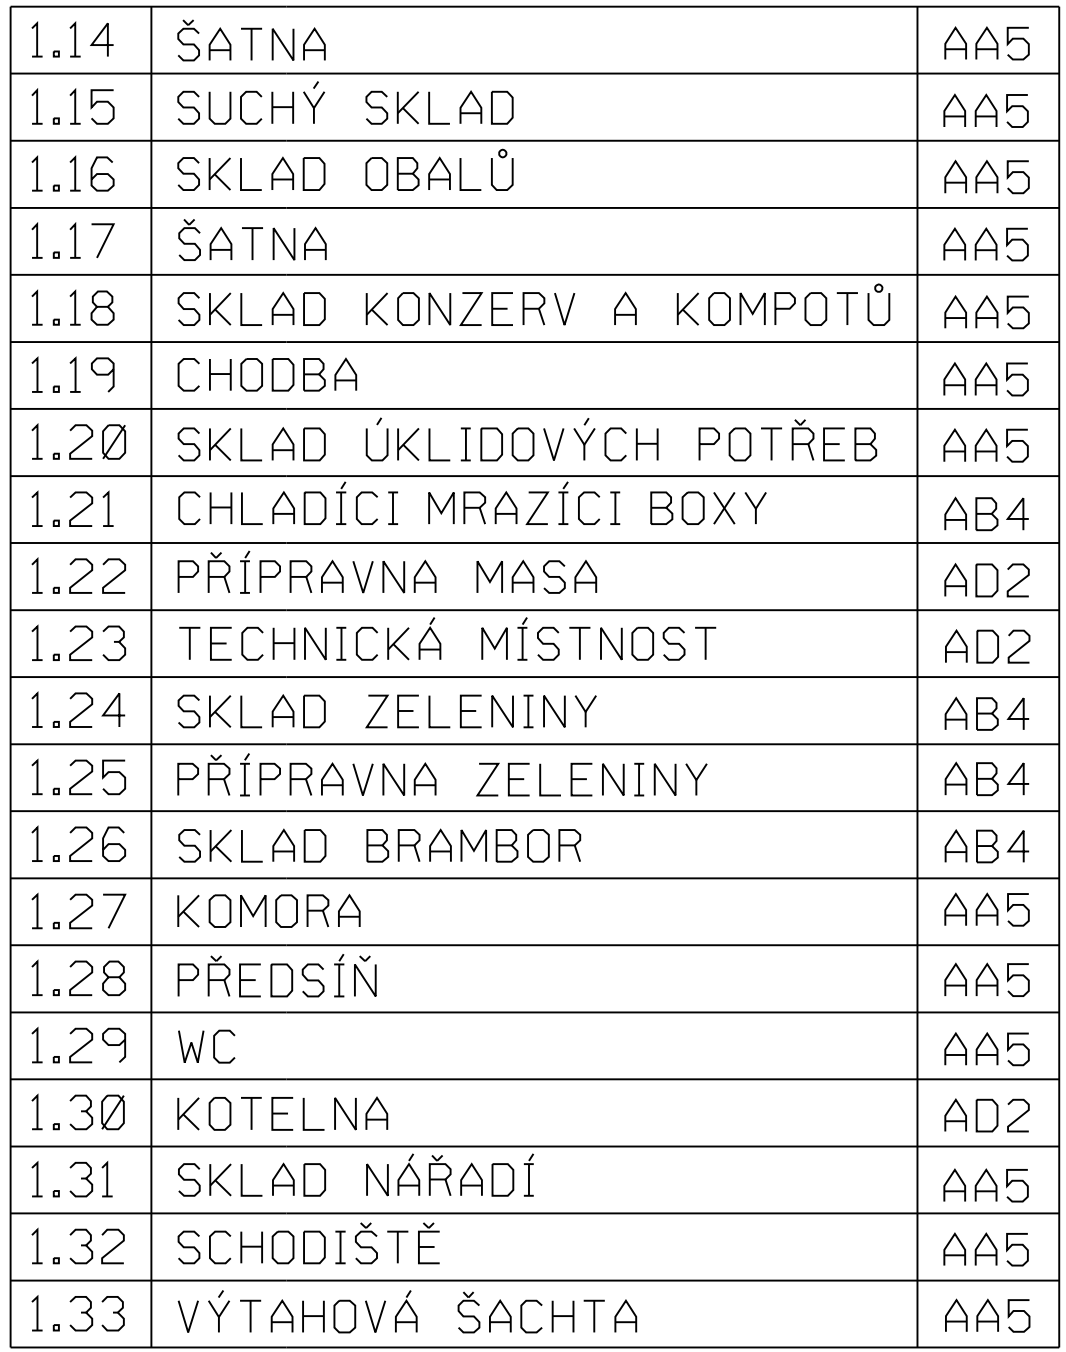 1.14 ŠATNA AA5
1.15 SUCHÝ SKLAD AA5
1.16 SKLAD OBALŮ AA5
1.17 ŠATNA AA5
1.18 SKLAD KONZERV A KOMPOTŮ AA5
1.19 CHODBA AA5
1.20 SKLAD ÚKLIDOVÝCH POTŘEB AA5
1.21 CHLADÍCI MRAZÍCI BOXY AB4
1.22 PŘÍPRAVNA MASA AD2
1.23 TECHNICKÁ MÍSTNOST AD2
1.24 SKLAD ZELENINY AB4
1.25 PŘÍPRAVNA ZELENINY AB4
1.26 SKLAD BRAMBOR AB4
1.27 KOMORA AA5
1.28 PŘEDSÍŇ AA5
1.29 WC AA5
1.30 KOTELNA AD2
1.31 SKLAD NÁŘADÍ AA5
1.32 SCHODIŠTĚ AA5
1.33 VÝTAHOVÁ ŠACHTA AA5